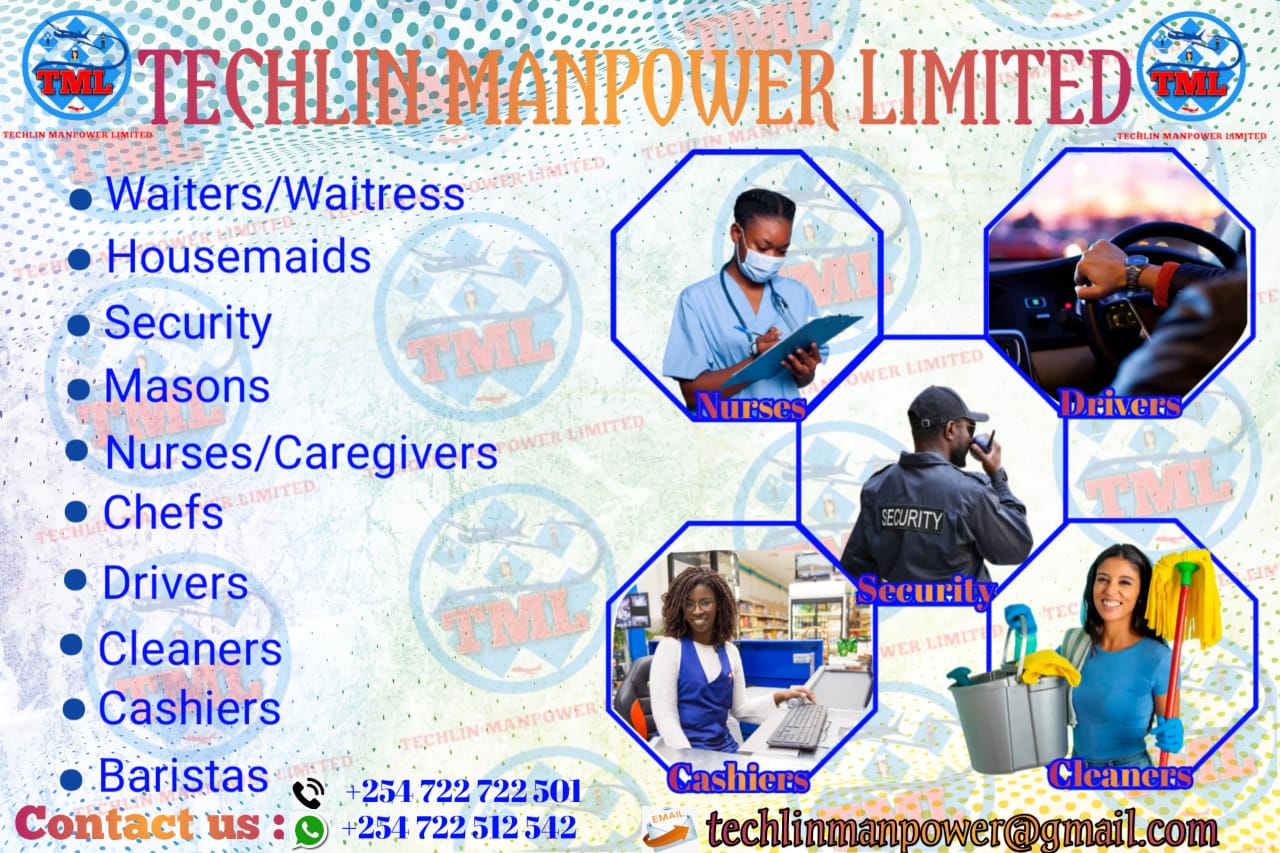 TML
TECHLIN MANPOWER LIMITED
TECHLIN MANPOWER LIMITED
TML
TECHLIN MANPOWER LIMITED
Waiters/Waitress
Housemaids
Security
Masons
Nurses/Caregivers
Chefs
Drivers
Cleaners
Cashiers
Baristas
Nurses
Drivers
SECURITY
Security
Cashiers
Cleaners
Contact us :
+254 722 722 501
+254 722 512 542
EMAIL
techlinmanpower@gmail.com